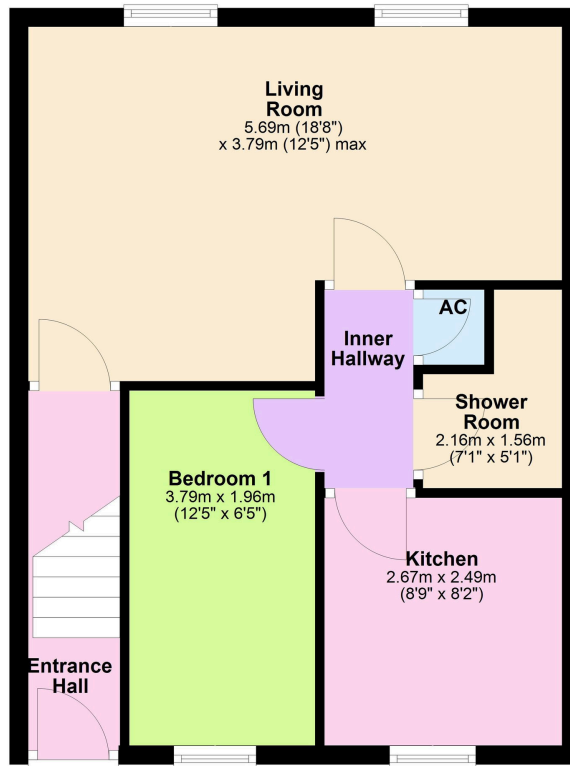 Living
Room
5.69m (18'8")
x 3.79m (12'5") max
AC
Inner
Hallway
Shower
Room
2.16m x 1.56m
(7'1" x 5'1")
Bedroom 1
3.79m x 1.96m
(12'5" x 6'5")
Kitchen
2.67m x 2.49m
(8'9" x 8'2")
Entrance
Hall